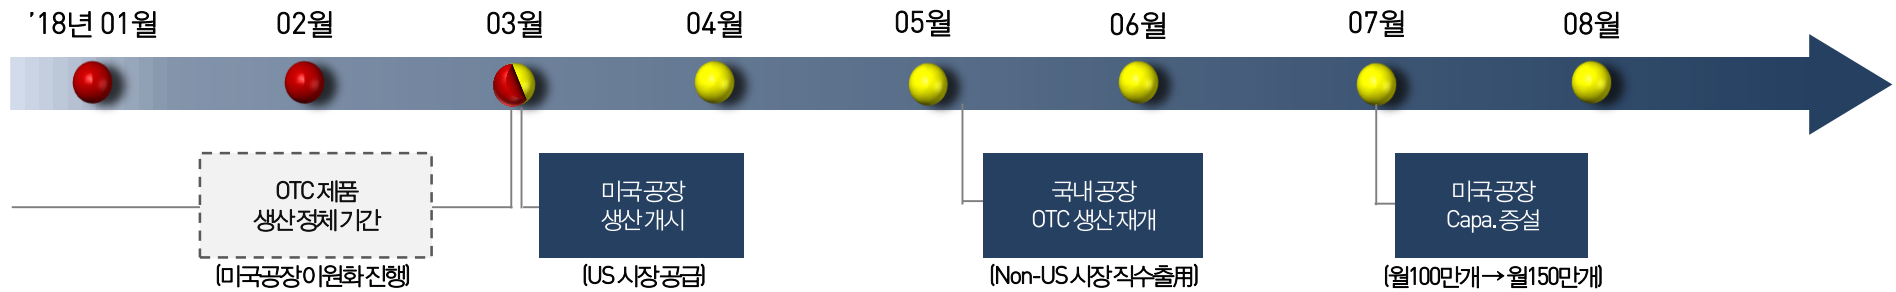 ’18년 01월 02월 03월 04월 05월 06월 07월 08월
OTC 제품
생산 정체 기간
(미국공장 이원화 진행)
미국 공장
생산 개시
(US 시장 공급)
국내 공장
OTC 생산 재개
(Non-US 시장 직수출用)
미국 공장
Capa. 증설
(월100만개→월150만개)